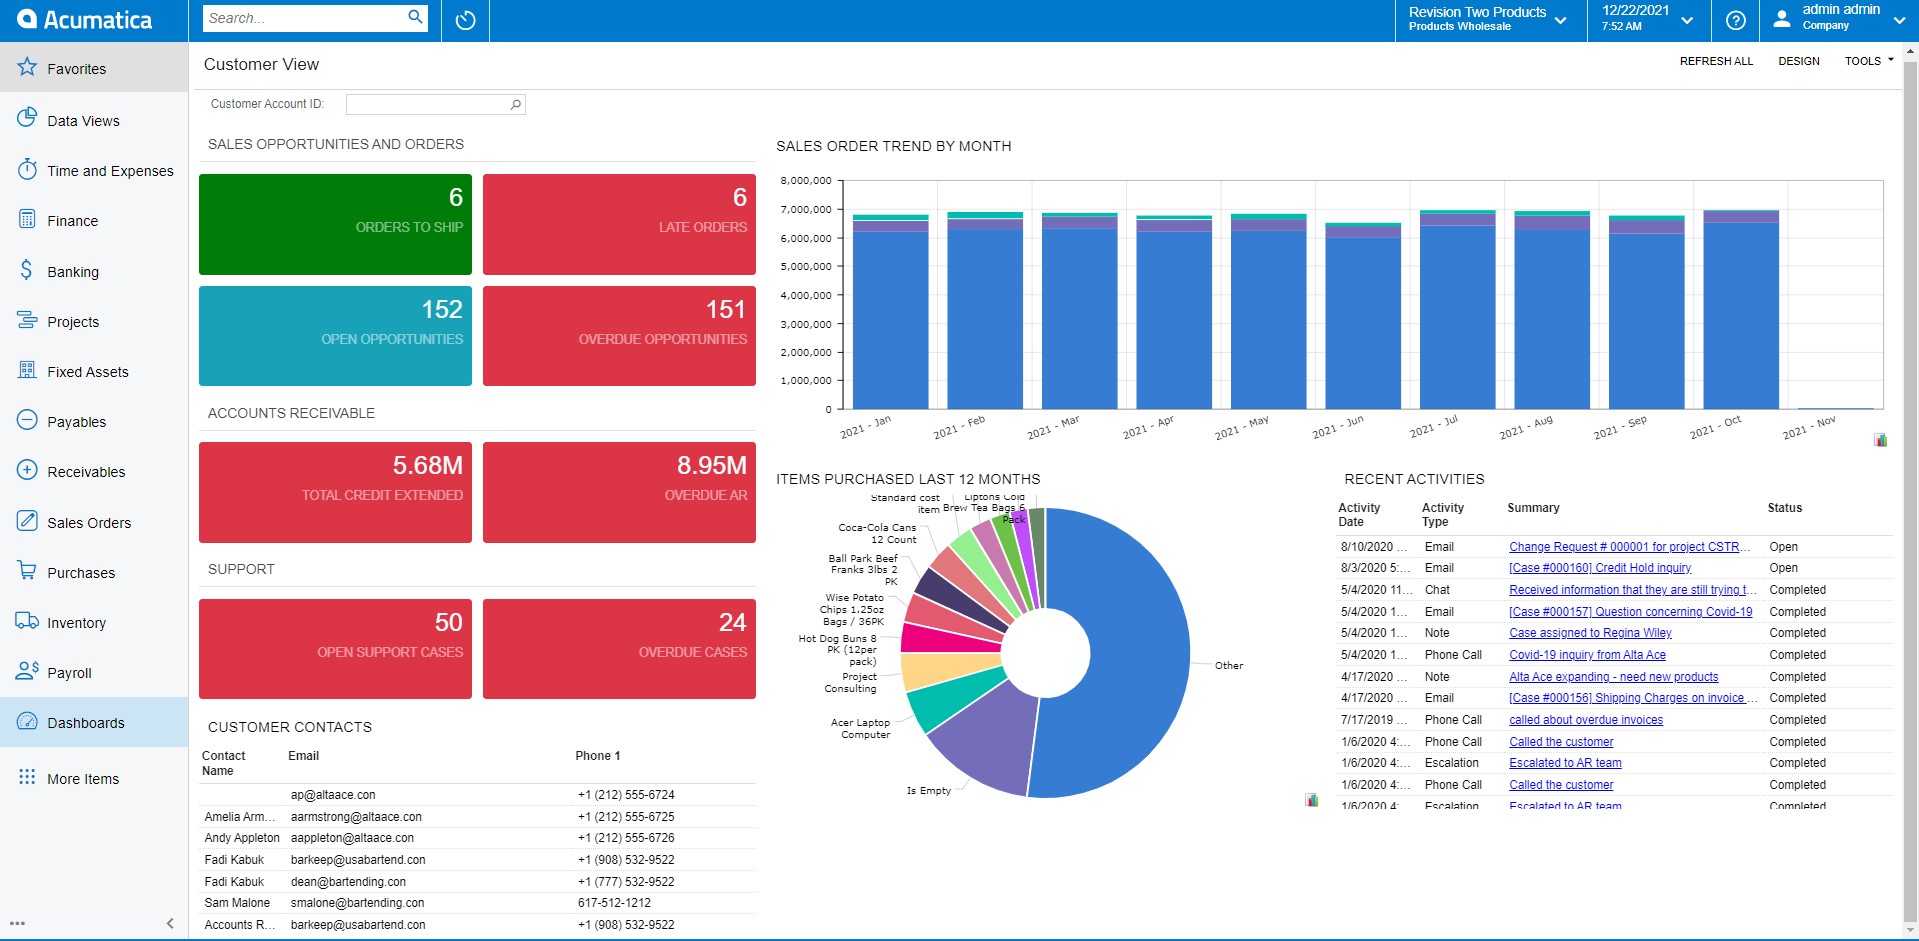 Acumatica
Search...
Revision Two Products
Products Wholesale
12/22/2021
7:52 AM
admin admin
Company
Favorites
Data Views
Time and Expenses
Finance
Banking
Projects
Fixed Assets
Payables
Receivables
Sales Orders
Purchases
Inventory
Payroll
Dashboards
More Items
Customer View
REFRESH ALL
DESIGN
TOOLS
Customer Account ID:
SALES OPPORTUNITIES AND ORDERS
6
ORDERS TO SHIP
6
LATE ORDERS
152
OPEN OPPORTUNITIES
151
OVERDUE OPPORTUNITIES
ACCOUNTS RECEIVABLE
5.68M
TOTAL CREDIT EXTENDED
8.95M
OVERDUE AR
SUPPORT
50
OPEN SUPPORT CASES
24
OVERDUE CASES
CUSTOMER CONTACTS
Contact Name Email Phone 1
ap@altaace.con +1 (212) 555-6724
Amelia Arm... aarmstrong@altaace.con +1 (212) 555-6725
Andy Appleton aappleton@altaace.con +1 (212) 555-6726
Fadi Kabuk barkeep@usabartend.con +1 (908) 532-9522
Fadi Kabuk dean@bartending.con +1 (777) 532-9522
Sam Malone smalone@bartending.con 617-512-1212
Accounts R... barkeep@usabartend.con +1 (908) 532-9522
SALES ORDER TREND BY MONTH
8,000,000
7,000,000
6,000,000
5,000,000
4,000,000
3,000,000
2,000,000
1,000,000
0
2021 - Jan
2021 - Feb
2021 - Mar
2021 - Apr
2021 - May
2021 - Jun
2021 - Jul
2021 - Aug
2021 - Sep
2021 - Oct
2021 - Nov
ITEMS PURCHASED LAST 12 MONTHS
Liptons Cold
Brew Tea Bags 6
Pack
Standard cost
item
Coca-Cola Cans
12 Count
Ball Park Beef
Franks 3lbs 2
PK
Wise Potato
Chips 1.25oz
Bags / 36PK
Hot Dog Buns 8
PK (12per
pack)
Project
Consulting
Acer Laptop
Computer
Is Empty
Other
RECENT ACTIVITIES
Activity Date Activity Type Summary Status
8/10/2020 ... Email Change Request # 000001 for project CSTR... Open
8/3/2020 5:... Email [Case #000160] Credit Hold inquiry Open
5/4/2020 11... Chat Received information that they are still trying t... Completed
5/4/2020 1... Email [Case #000157] Question concerning Covid-19 Completed
5/4/2020 1... Note Case assigned to Regina Wiley Completed
5/4/2020 1... Phone Call Covid-19 inquiry from Alta Ace Completed
4/17/2020 ... Note Alta Ace expanding - need new products Completed
4/17/2020 ... Email [Case #000156] Shipping Charges on invoice ... Completed
7/17/2019 ... Phone Call called about overdue invoices Completed
1/6/2020 4:... Phone Call Called the customer Completed
1/6/2020 4:... Escalation Escalated to AR team Completed
1/6/2020 4:... Phone Call Called the customer Completed
1/6/2020 4:... Escalation Escalated to AR team Completed